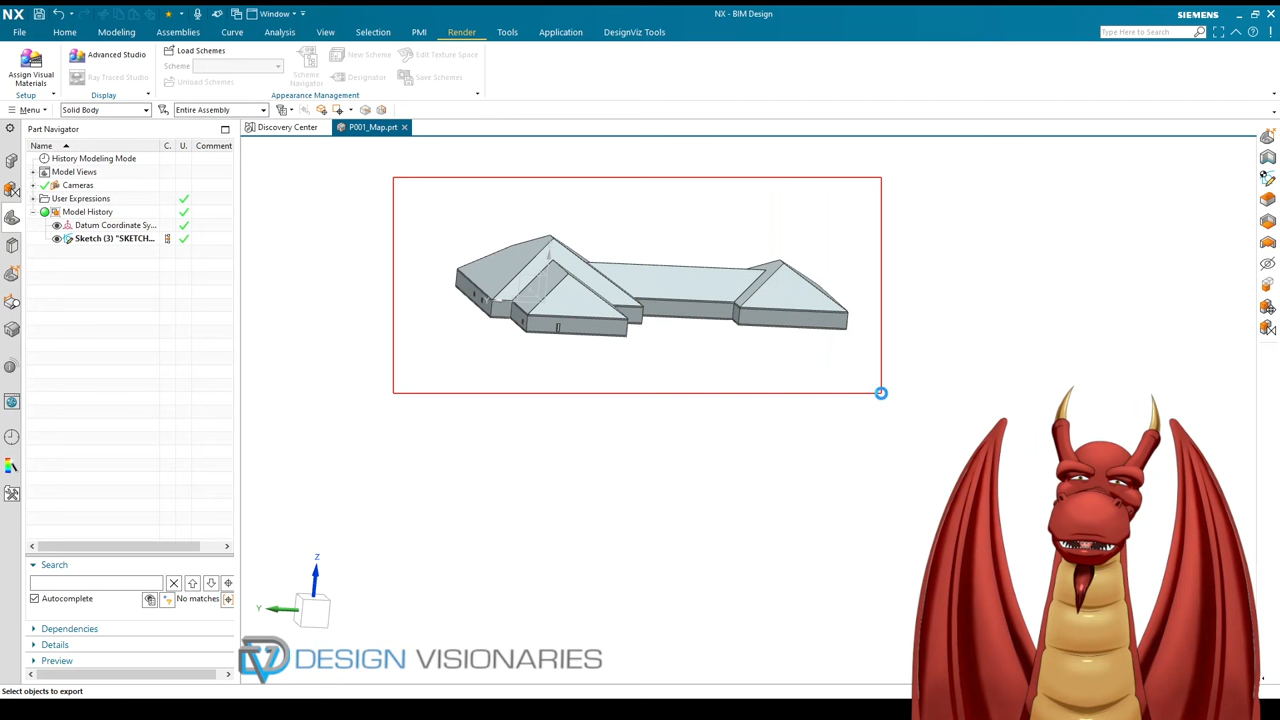 NX
Window
NX - BIM Design
SIEMENS
File Home Modeling Assemblies Curve Analysis View Selection PMI Render Tools Application DesignViz Tools
Type Here to Search
Assign Visual Materials
Advanced Studio
Ray Traced Studio
Load Schemes
Scheme
Unload Schemes
Scheme Navigator
New Scheme
Designator
Edit Texture Space
Save Schemes
Setup
Display
Appearance Management
Menu
Solid Body
Entire Assembly
Part Navigator
Discovery Center
P001_Map.prt
Name C. U. Comment
History Modeling Mode
Model Views
Cameras
User Expressions
Model History
Datum Coordinate Sy...
Sketch (3) "SKETCH...
Z
Y
Search
Autocomplete
No matches
Dependencies
Details
Preview
DV DESIGN VISIONARIES
Select objects to export